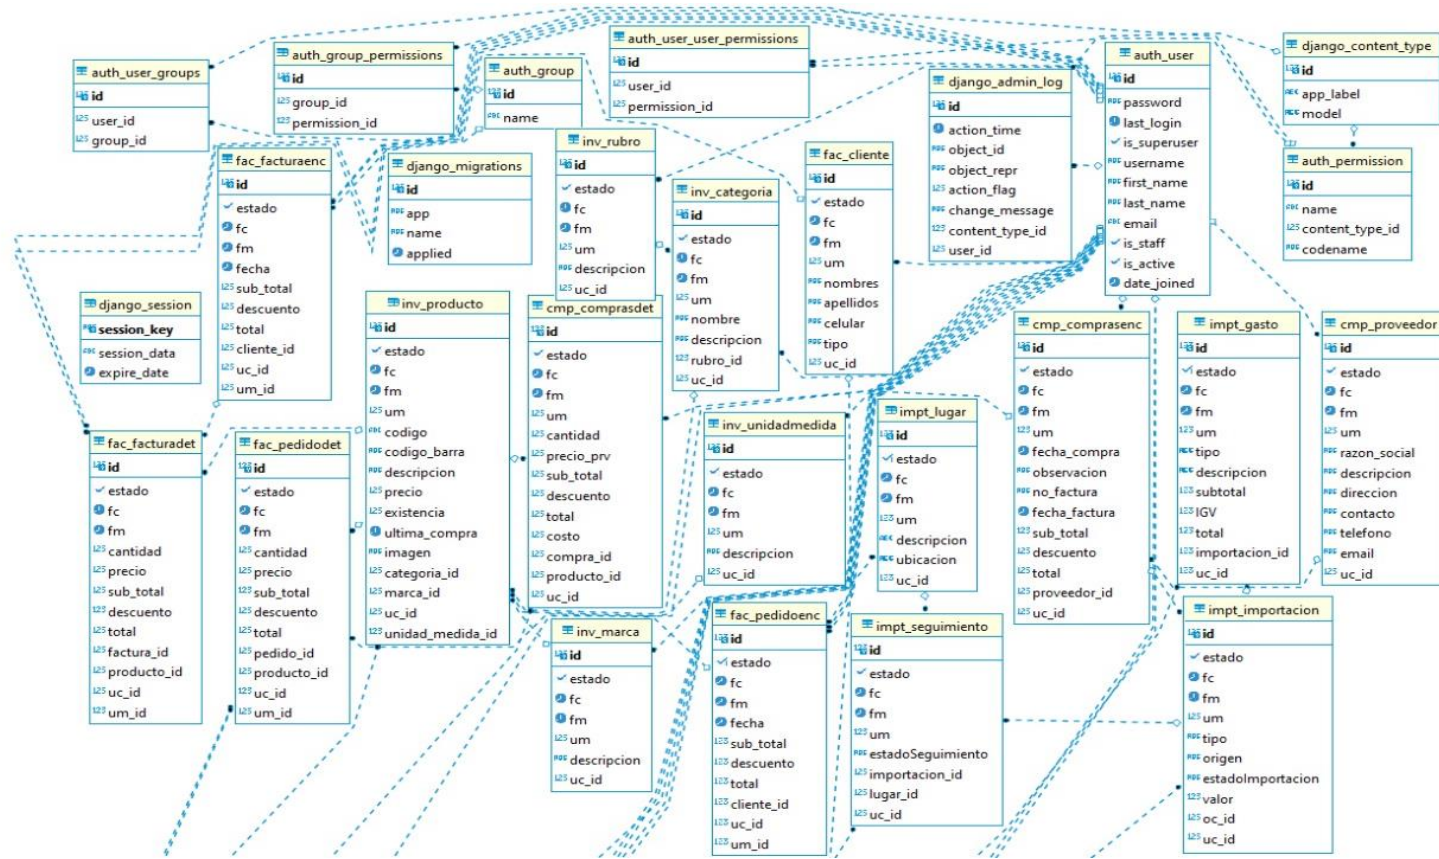 auth_user_groups
id
user_id
group_id
auth_group_permissions
id
group_id
permission_id
auth_group
id
name
auth_user_user_permissions
id
user_id
permission_id
django_admin_log
id
action_time
object_id
object_repr
action_flag
change_message
content_type_id
user_id
auth_user
id
password
last_login
is_superuser
username
first_name
last_name
email
is_staff
is_active
date_joined
django_content_type
id
app_label
model
auth_permission
id
name
content_type_id
codename
fac_facturaenc
id
estado
fc
fm
fecha
sub_total
descuento
total
cliente_id
uc_id
um_id
django_migrations
id
app
name
applied
inv_rubro
id
estado
fc
fm
um
descripcion
uc_id
inv_categoria
id
estado
fc
fm
um
nombre
descripcion
rubro_id
uc_id
fac_cliente
id
estado
fc
fm
um
nombres
apellidos
celular
tipo
uc_id
django_session
session_key
session_data
expire_date
inv_producto
id
estado
fc
fm
um
codigo
codigo_barra
descripcion
precio
existencia
ultima_compra
imagen
categoria_id
marca_id
uc_id
unidad_medida_id
cmp_comprasdet
id
estado
fc
fm
um
cantidad
precio_prv
sub_total
descuento
total
costo
compra_id
producto_id
uc_id
cmp_comprasenc
id
estado
fc
fm
um
fecha_compra
observacion
no_factura
fecha_factura
sub_total
descuento
total
proveedor_id
uc_id
impt_gasto
id
estado
fc
fm
um
tipo
descripcion
subtotal
IGV
total
importacion_id
uc_id
cmp_proveedor
id
estado
fc
fm
um
razon_social
descripcion
direccion
contacto
telefono
email
uc_id
fac_facturadet
id
estado
fc
fm
cantidad
precio
sub_total
descuento
total
factura_id
producto_id
uc_id
um_id
fac_pedidodet
id
estado
fc
fm
cantidad
precio
sub_total
descuento
total
pedido_id
producto_id
uc_id
um_id
inv_unidadmedida
id
estado
fc
fm
um
descripcion
uc_id
impt_lugar
id
estado
fc
fm
um
descripcion
ubicacion
uc_id
inv_marca
id
estado
fc
fm
um
descripcion
uc_id
fac_pedidoenc
id
estado
fc
fm
fecha
sub_total
descuento
total
cliente_id
uc_id
um_id
impt_seguimiento
id
estado
fc
fm
um
estadoSeguimiento
importacion_id
lugar_id
uc_id
impt_importacion
id
estado
fc
fm
um
tipo
origen
estadoImportacion
valor
oc_id
uc_id